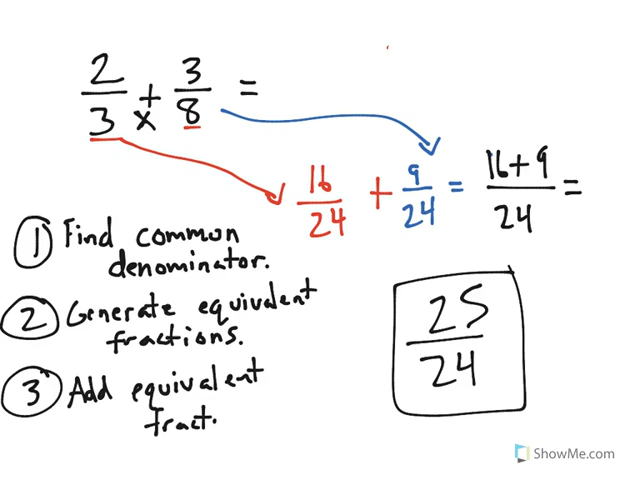 2/3 + 3/8 =
x
16/24 + 9/24 = 16+9/24 =
1 Find common
denominator.
2 Generate equivalent
fractions.
3 Add equivalent
fract.
25/24
ShowMe.com